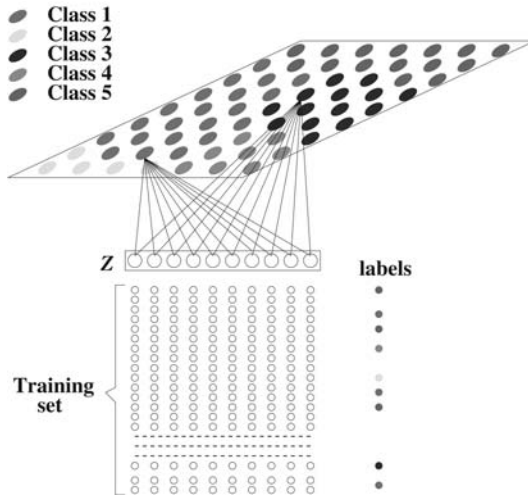 Class 1
Class 2
Class 3
Class 4
Class 5
Z
labels
Training
set